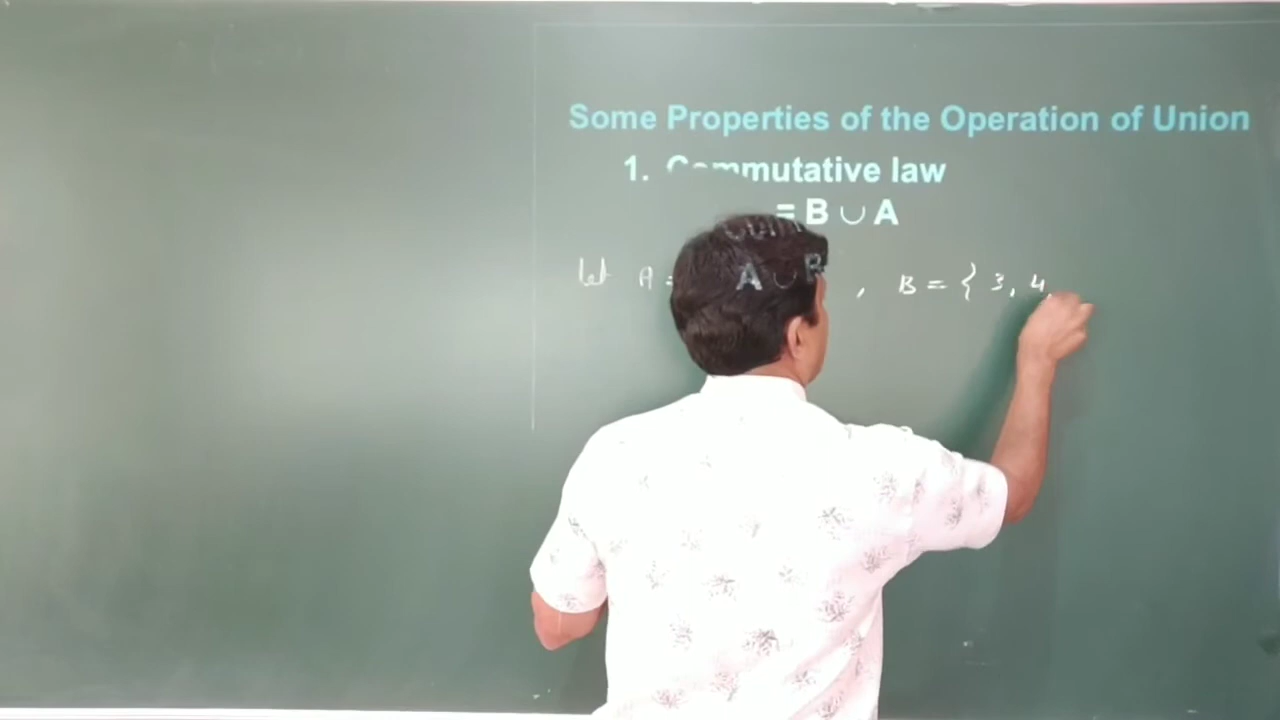 Some Properties of the Operation of Union
1. Commutative law
A ∪ B = B ∪ A
let A = , B = { 3, 4,